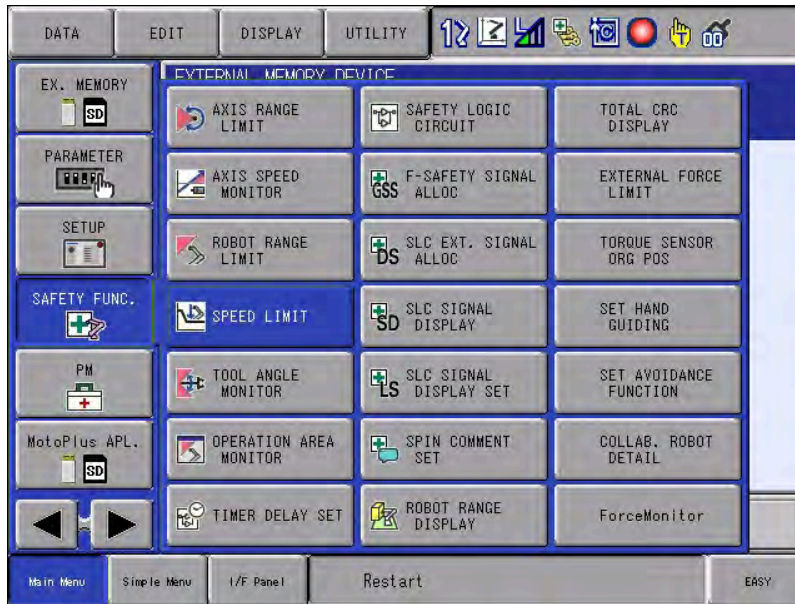 DATA
EDIT
DISPLAY
UTILITY
EX. MEMORY
SD
EXTERNAL MEMORY DEVICE
PARAMETER
SETUP
SAFETY FUNC.
PM
MotoPlus APL.
SD
AXIS RANGE
LIMIT
AXIS SPEED
MONITOR
ROBOT RANGE
LIMIT
SPEED LIMIT
TOOL ANGLE
MONITOR
OPERATION AREA
MONITOR
TIMER DELAY SET
SAFETY LOGIC
CIRCUIT
GSS
F-SAFETY SIGNAL
ALLOC
DS
SLC EXT. SIGNAL
ALLOC
SD
SLC SIGNAL
DISPLAY
LS
SLC SIGNAL
DISPLAY SET
SPIN COMMENT
SET
ROBOT RANGE
DISPLAY
TOTAL CRC
DISPLAY
EXTERNAL FORCE
LIMIT
TORQUE SENSOR
ORG POS
SET HAND
GUIDING
SET AVOIDANCE
FUNCTION
COLLAB. ROBOT
DETAIL
ForceMonitor
Main Menu
Simple Menu
I/F Panel
Restart
EASY